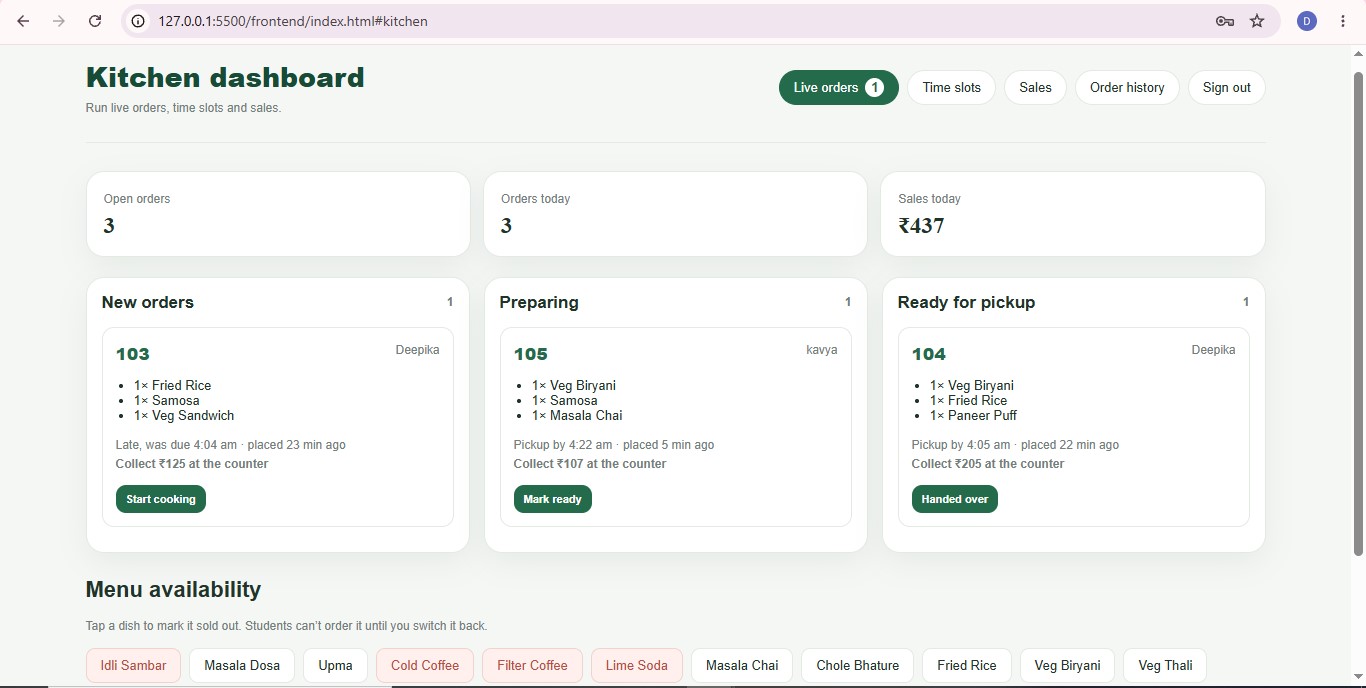 127.0.0.1:5500/frontend/index.html#kitchen
D
Kitchen dashboard
Run live orders, time slots and sales.
Live orders 1
Time slots
Sales
Order history
Sign out
Open orders
3
Orders today
3
Sales today
₹437
New orders 1
103 Deepika
• 1× Fried Rice
• 1× Samosa
• 1× Veg Sandwich
Late, was due 4:04 am · placed 23 min ago
Collect ₹125 at the counter
Start cooking
Preparing 1
105 kavya
• 1× Veg Biryani
• 1× Samosa
• 1× Masala Chai
Pickup by 4:22 am · placed 5 min ago
Collect ₹107 at the counter
Mark ready
Ready for pickup 1
104 Deepika
• 1× Veg Biryani
• 1× Fried Rice
• 1× Paneer Puff
Pickup by 4:05 am · placed 22 min ago
Collect ₹205 at the counter
Handed over
Menu availability
Tap a dish to mark it sold out. Students can't order it until you switch it back.
Idli Sambar
Masala Dosa
Upma
Cold Coffee
Filter Coffee
Lime Soda
Masala Chai
Chole Bhature
Fried Rice
Veg Biryani
Veg Thali